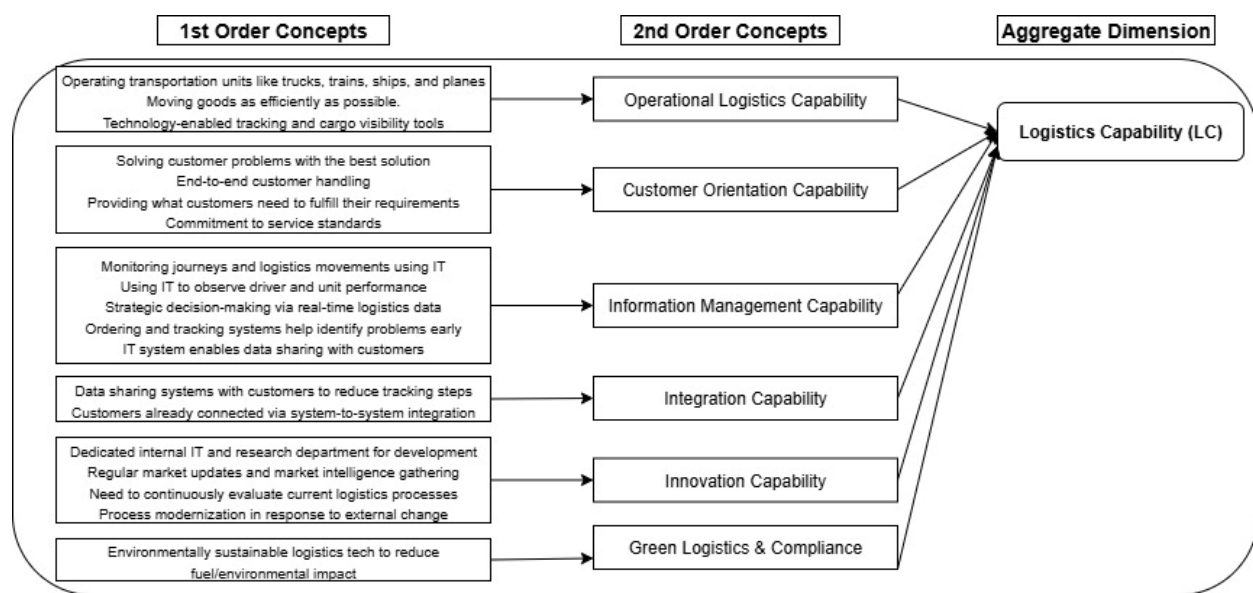 1st Order Concepts
2nd Order Concepts
Aggregate Dimension
Operating transportation units like trucks, trains, ships, and planes
Moving goods as efficiently as possible.
Technology-enabled tracking and cargo visibility tools
Operational Logistics Capability
Logistics Capability (LC)
Solving customer problems with the best solution
End-to-end customer handling
Providing what customers need to fulfill their requirements
Commitment to service standards
Customer Orientation Capability
Monitoring journeys and logistics movements using IT
Using IT to observe driver and unit performance
Strategic decision-making via real-time logistics data
Ordering and tracking systems help identify problems early
IT system enables data sharing with customers
Information Management Capability
Data sharing systems with customers to reduce tracking steps
Customers already connected via system-to-system integration
Integration Capability
Dedicated internal IT and research department for development
Regular market updates and market intelligence gathering
Need to continuously evaluate current logistics processes
Process modernization in response to external change
Innovation Capability
Environmentally sustainable logistics tech to reduce
fuel/environmental impact
Green Logistics & Compliance